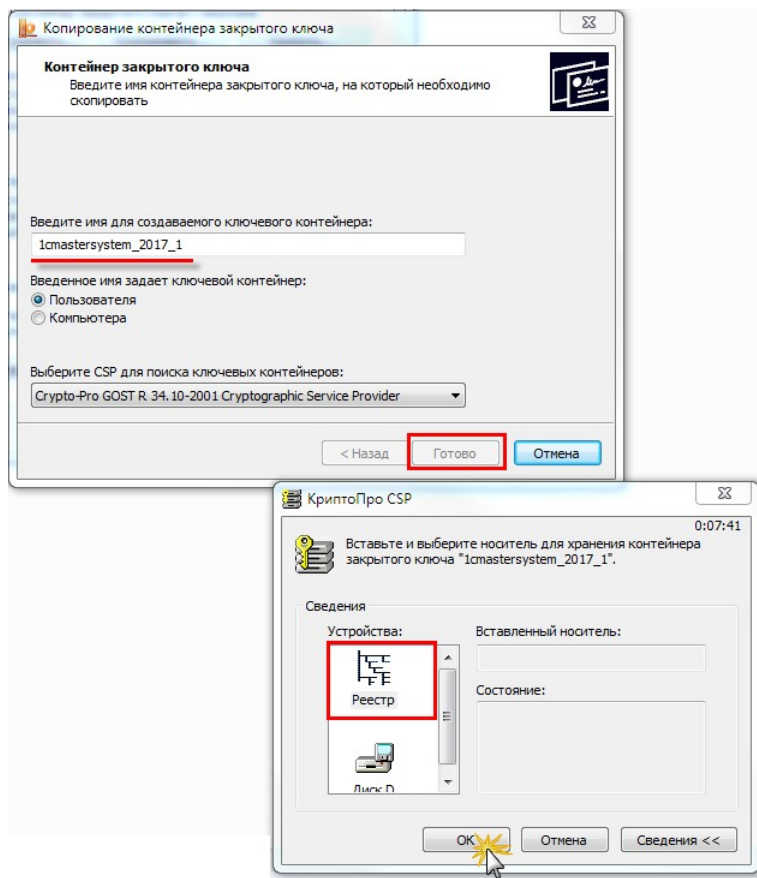 Копирование контейнера закрытого ключа
Контейнер закрытого ключа
Введите имя контейнера закрытого ключа, на который необходимо
скопировать
Введите имя для создаваемого ключевого контейнера:
1cmastersystem_2017_1
Введенное имя задает ключевой контейнер:
Пользователя
Компьютера
Выберите CSP для поиска ключевых контейнеров:
Crypto-Pro GOST R 34.10-2001 Cryptographic Service Provider
< Назад Готово Отмена
КриптоПро CSP
0:07:41
Вставьте и выберите носитель для хранения контейнера
закрытого ключа "1cmastersystem_2017_1".
Сведения
Устройства: Вставленный носитель:
Реестр
Состояние:
Диск D
OK Отмена Сведения <<